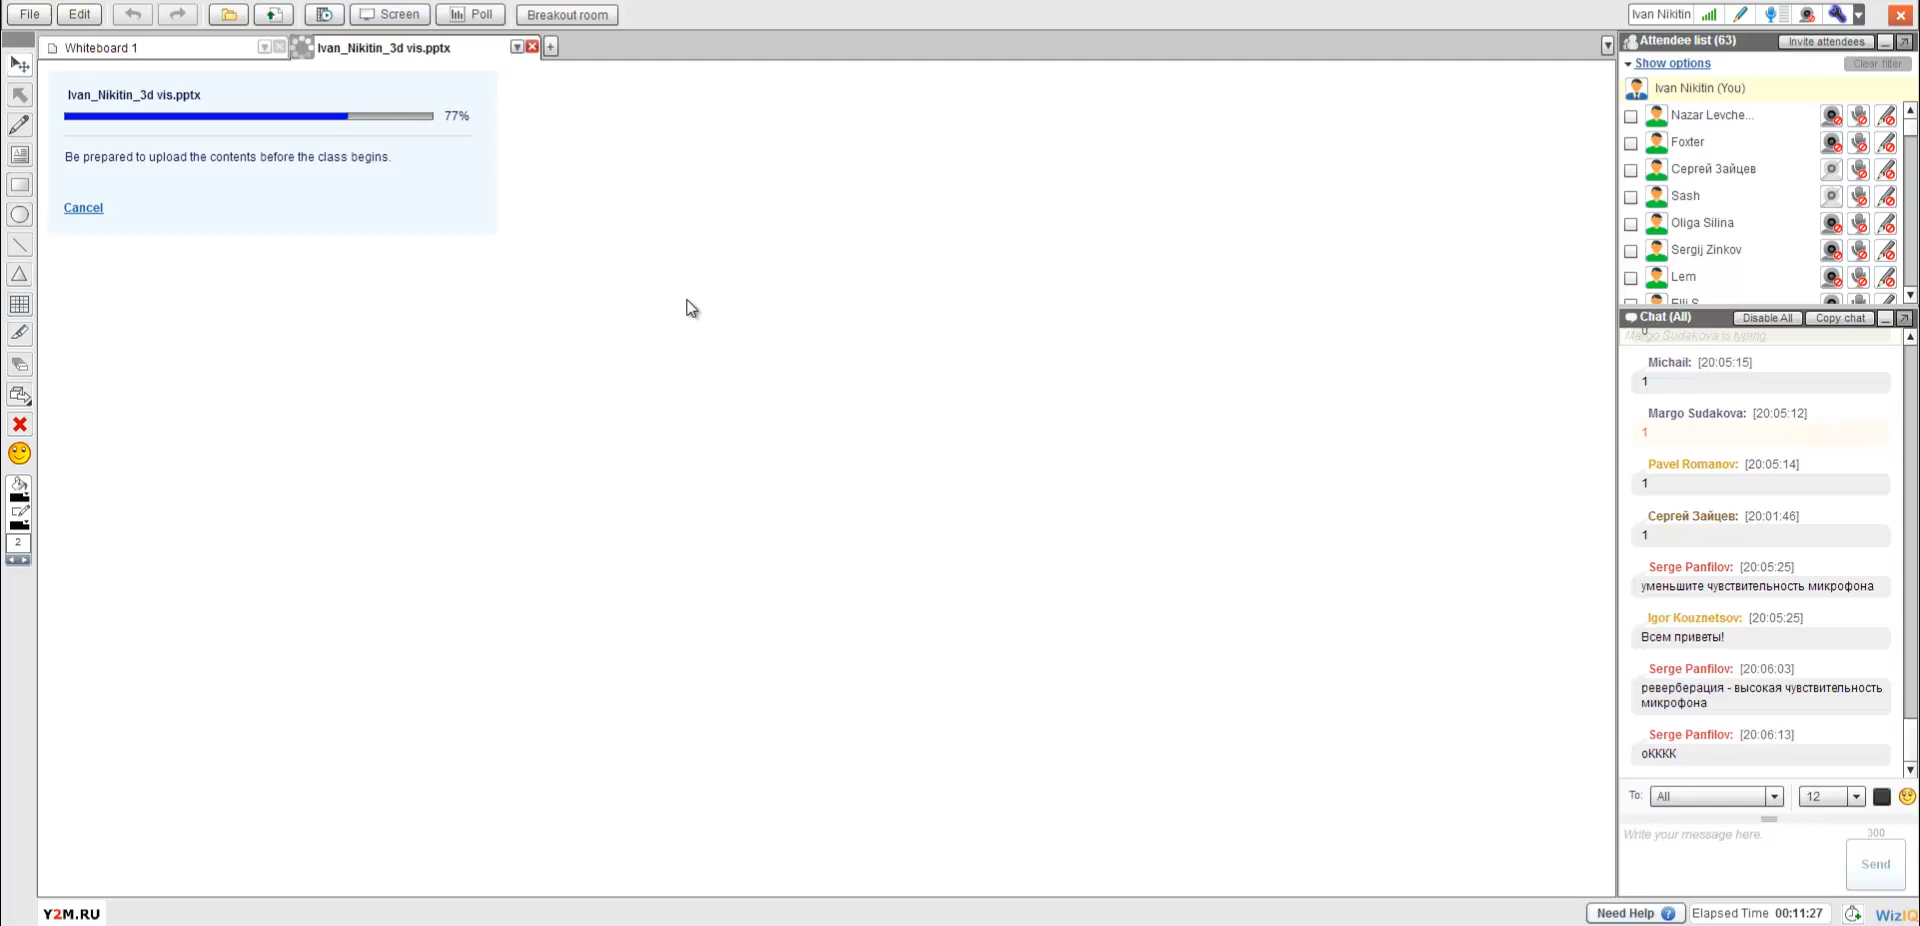 File Edit Screen Poll Breakout room Ivan Nikitin
Whiteboard 1 Ivan_Nikitin_3d vis.pptx
Ivan_Nikitin_3d vis.pptx
77%
Be prepared to upload the contents before the class begins.
Cancel
2
Attendee list (63) Invite attendees
Show options Clear filter
Ivan Nikitin (You)
Nazar Levche...
Foxter
Сергей Зайцев
Sash
Oliga Silina
Sergij Zinkov
Lem
Elli S
Chat (All) Disable All Copy chat
Margo Sudakova is typing
Michail: [20:05:15]
1
Margo Sudakova: [20:05:12]
1
Pavel Romanov: [20:05:14]
1
Сергей Зайцев: [20:01:46]
1
Serge Panfilov: [20:05:25]
уменьшите чувствительность микрофона
Igor Kouznetsov: [20:05:25]
Всем приветы!
Serge Panfilov: [20:06:03]
реверберация - высокая чувствительность
микрофона
Serge Panfilov: [20:06:13]
оКККК
To: All 12
Write your message here. 300
Send
Y2M.RU
Need Help ? Elapsed Time 00:11:27 WizIQ